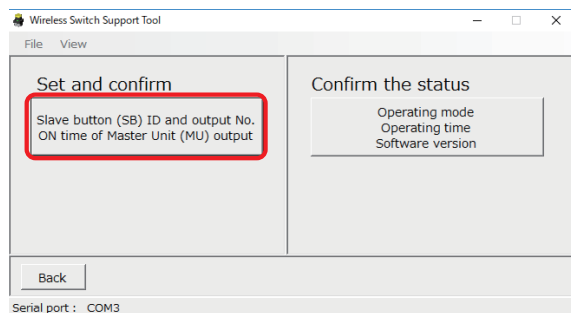 Wireless Switch Support Tool
File View
Set and confirm
Slave button (SB) ID and output No.
ON time of Master Unit (MU) output
Confirm the status
Operating mode
Operating time
Software version
Back
Serial port : COM3